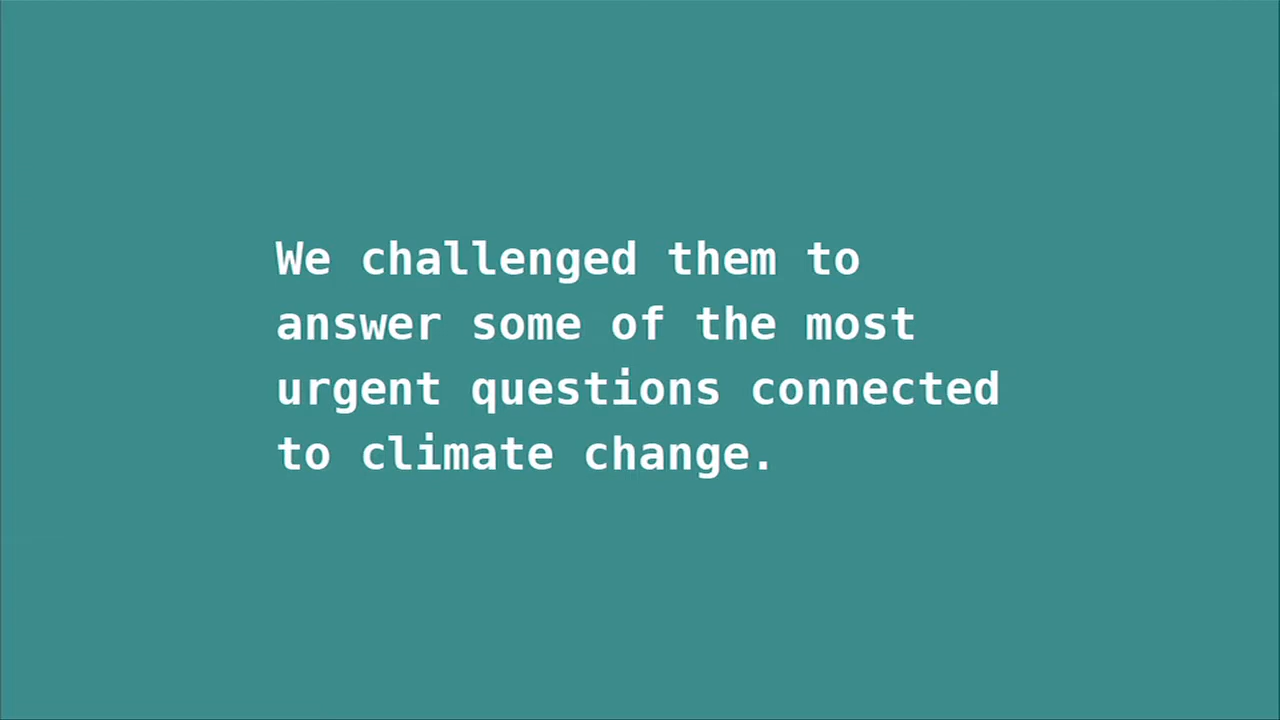 We challenged them to
answer some of the most
urgent questions connected
to climate change.